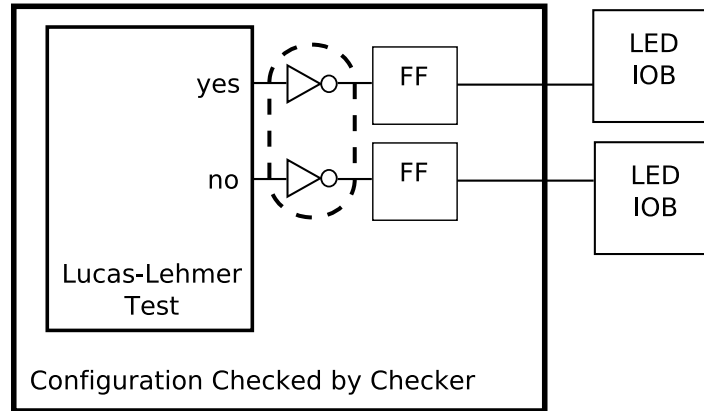 LED
IOB
yes
FF
no
FF
LED
IOB
Lucas-Lehmer
Test
Configuration Checked by Checker